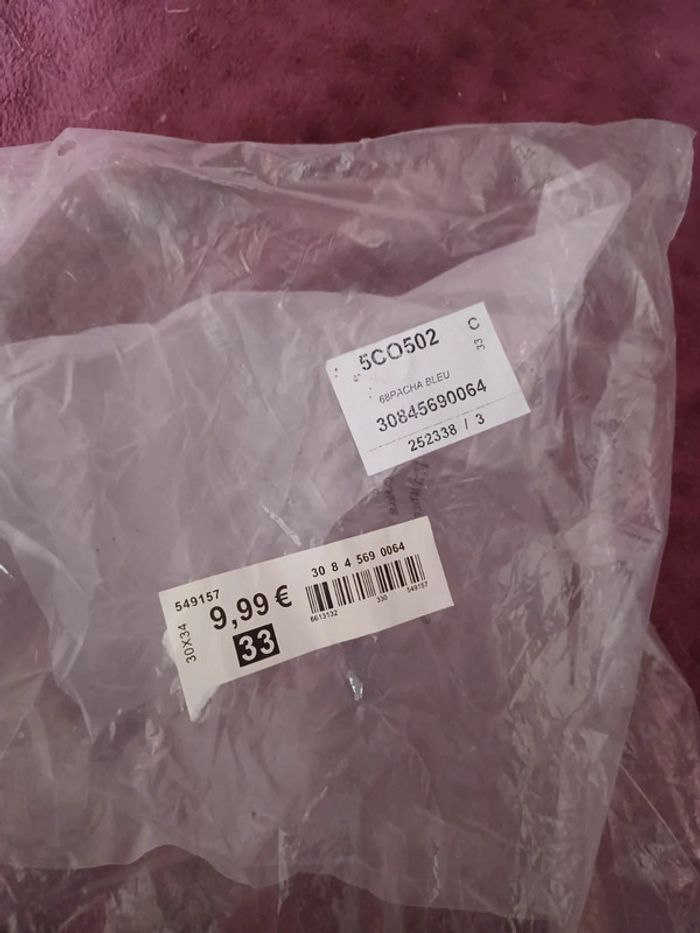 5CO502
33 C
68PACHA BLEU
30845690064
252338 / 3
549157
30 8 4 569 0064
9,99 €
33
30X34
6613132
330
549157